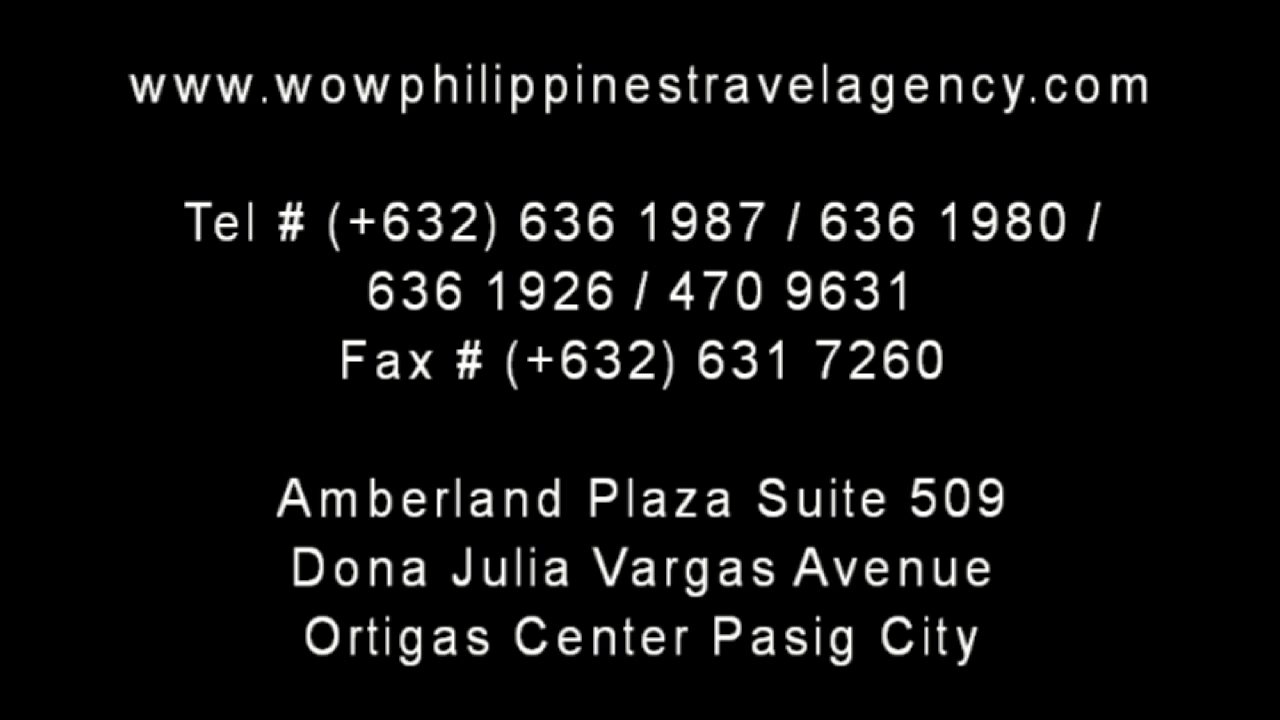 www.wowphilippinestravelagency.com
Tel # (+632) 636 1987 / 636 1980 /
636 1926 / 470 9631
Fax # (+632) 631 7260
Amberland Plaza Suite 509
Dona Julia Vargas Avenue
Ortigas Center Pasig City